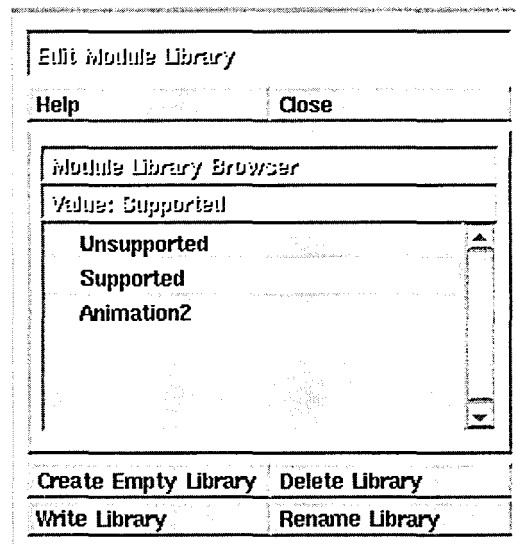 Edit Module Library
Help Close
Module Library Browser
Value: Supported
Unsupported
Supported
Animation2
Create Empty Library Delete Library
Write Library Rename Library